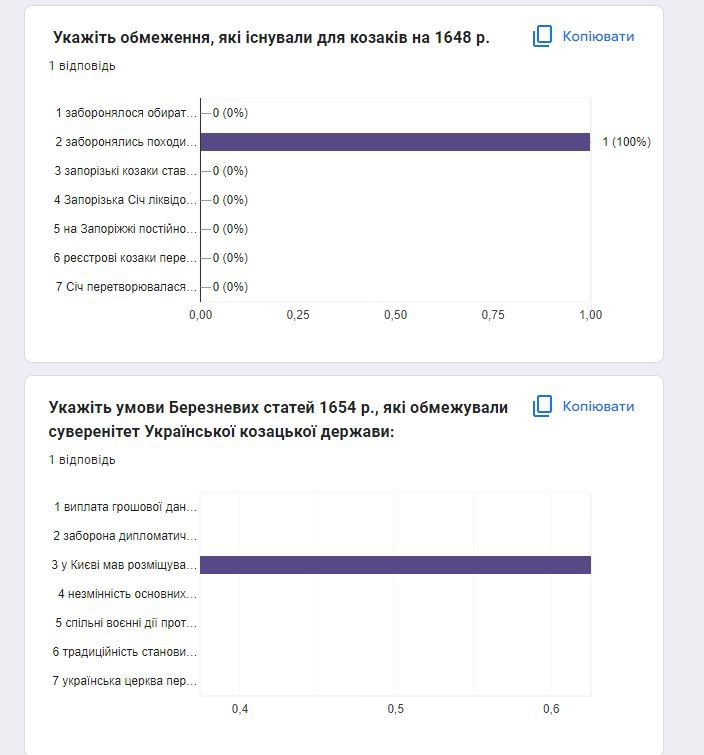 Укажіть обмеження, які існували для козаків на 1648 р.
Копіювати
1 відповідь
1 заборонялося обират...
0 (0%)
2 заборонялись походи...
1 (100%)
3 запорізькі козаки став...
0 (0%)
4 Запорізька Січ ліквідо...
0 (0%)
5 на Запоріжжі постійно...
0 (0%)
6 реєстрові козаки пере...
0 (0%)
7 Січ перетворювалася...
0 (0%)
0,00 0,25 0,50 0,75 1,00
Укажіть умови Березневих статей 1654 р., які обмежували
суверенітет Української козацької держави:
Копіювати
1 відповідь
1 виплата грошової дан...
2 заборона дипломатич...
3 у Києві мав розміщува...
4 незмінність основних...
5 спільні воєнні дії прот...
6 традиційність станови...
7 українська церква пер...
0,4 0,5 0,6